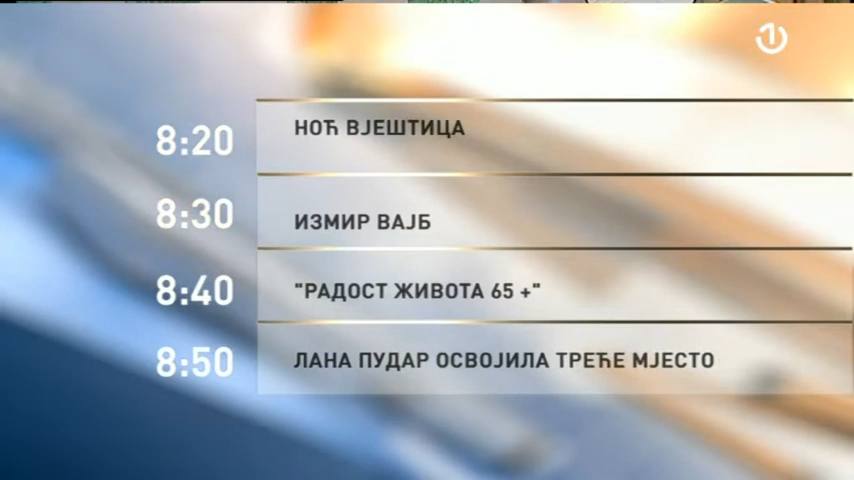 8:20 НОЋ ВЈЕШТИЦА
8:30 ИЗМИР ВАЈБ
8:40 "РАДОСТ ЖИВОТА 65 +"
8:50 ЛАНА ПУДАР ОСВОЈИЛА ТРЕЋЕ МЈЕСТО